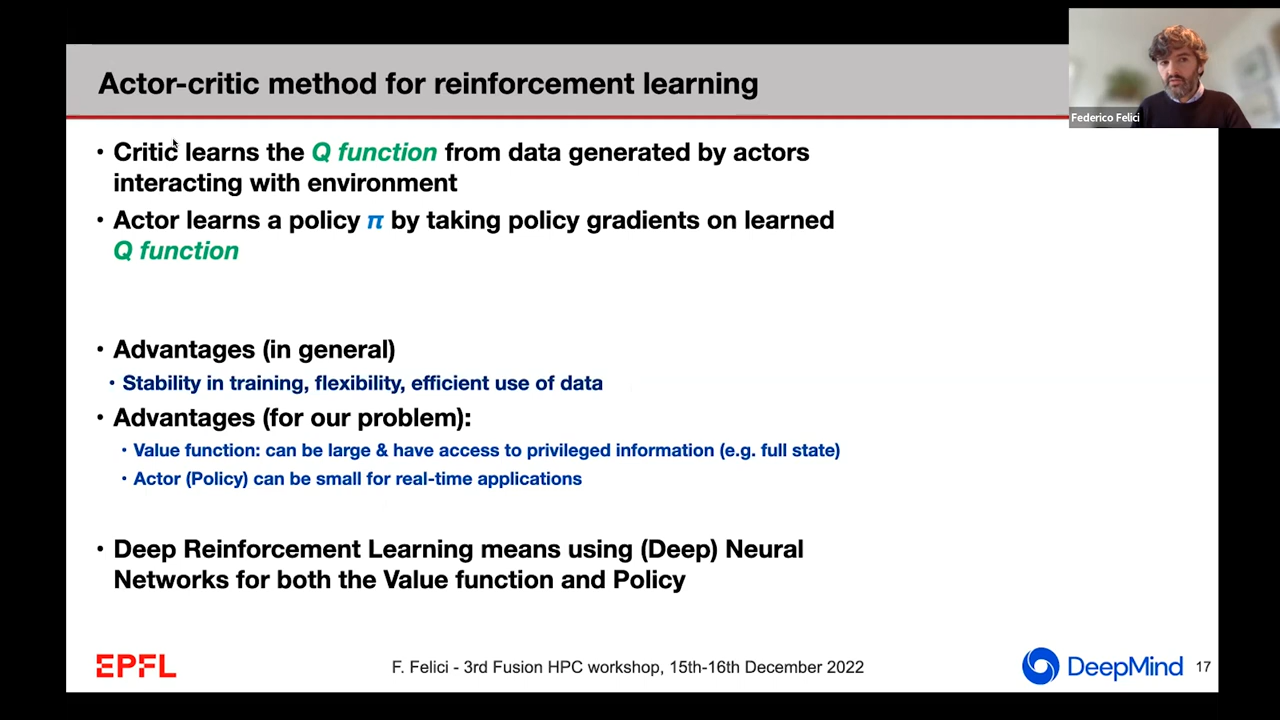 Actor-critic method for reinforcement learning
Federico Felici
• Critic learns the Q function from data generated by actors
interacting with environment
• Actor learns a policy π by taking policy gradients on learned
Q function
• Advantages (in general)
• Stability in training, flexibility, efficient use of data
• Advantages (for our problem):
• Value function: can be large & have access to privileged information (e.g. full state)
• Actor (Policy) can be small for real-time applications
• Deep Reinforcement Learning means using (Deep) Neural
Networks for both the Value function and Policy
EPFL
F. Felici - 3rd Fusion HPC workshop, 15th-16th December 2022
DeepMind
17